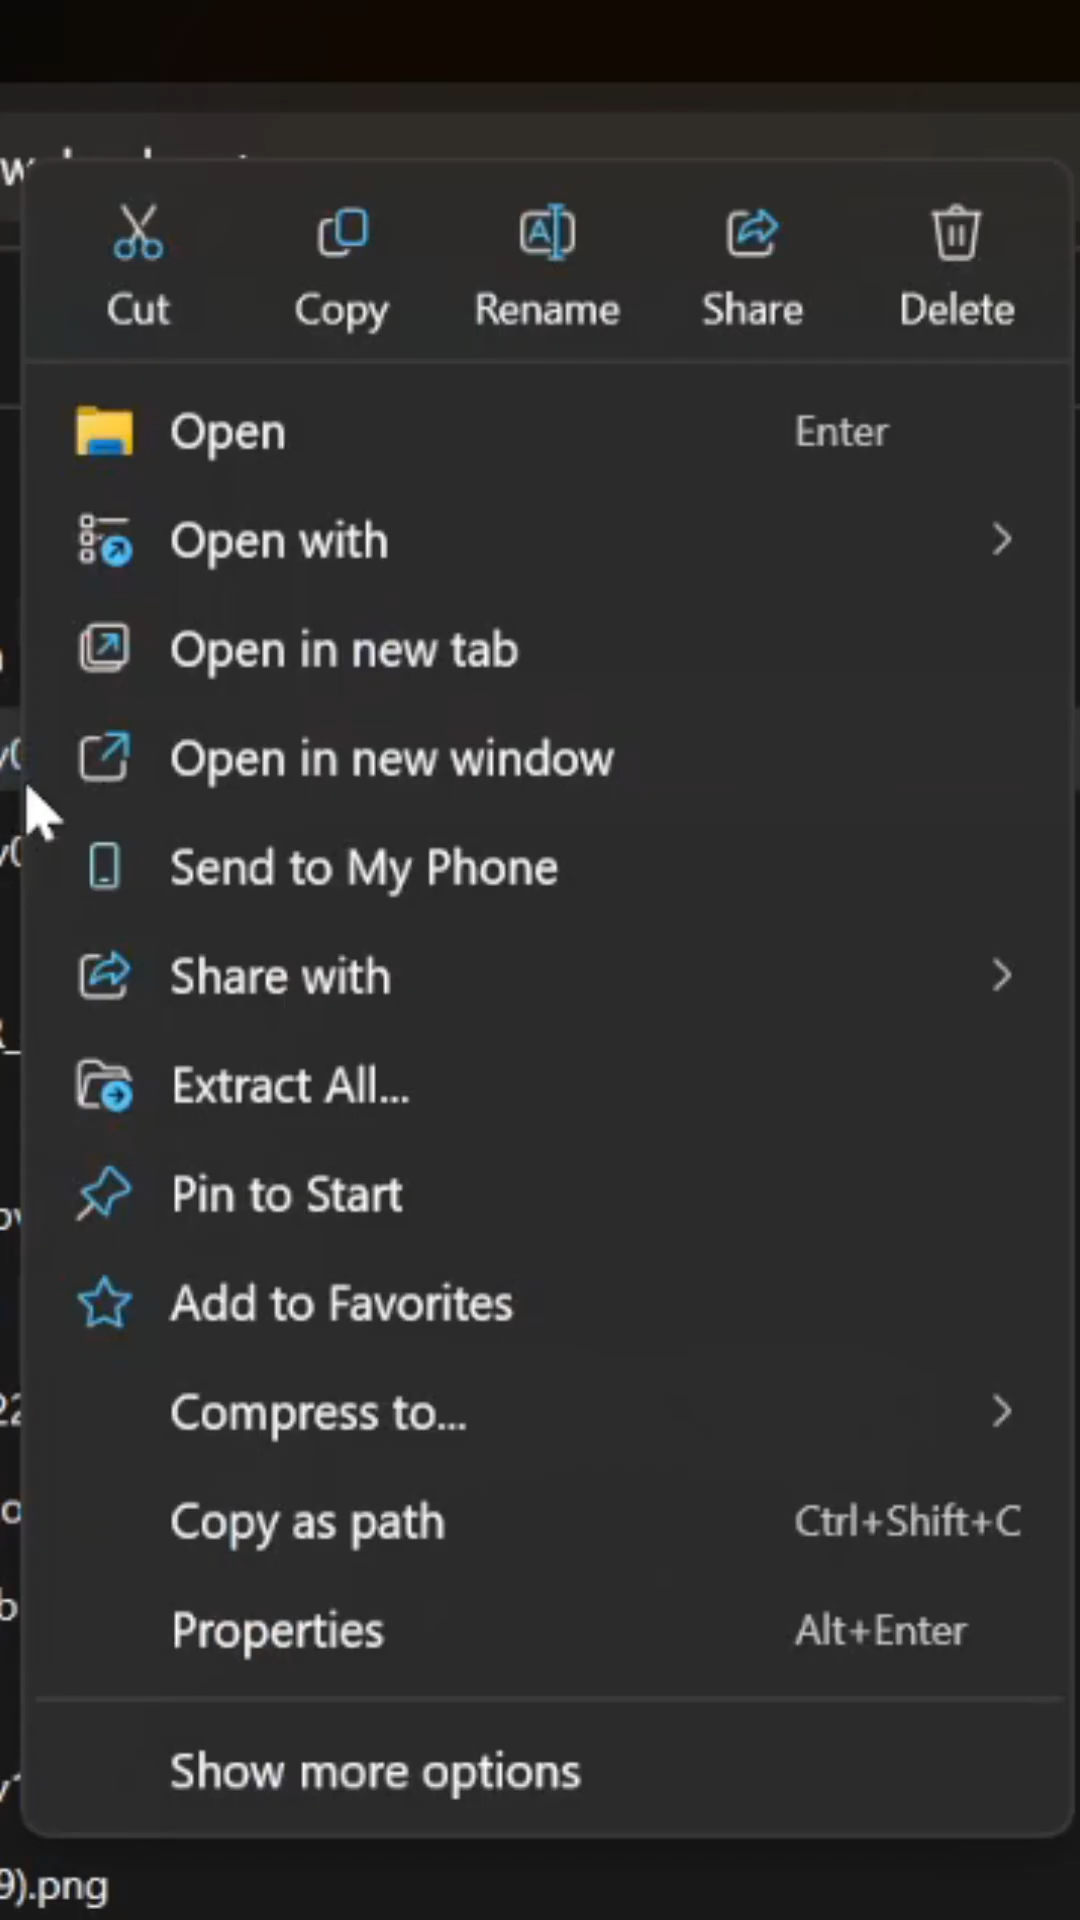 Cut Copy Rename Share Delete
Open Enter
Open with
Open in new tab
Open in new window
Send to My Phone
Share with
Extract All...
Pin to Start
Add to Favorites
Compress to...
Copy as path Ctrl+Shift+C
Properties Alt+Enter
Show more options
9).png